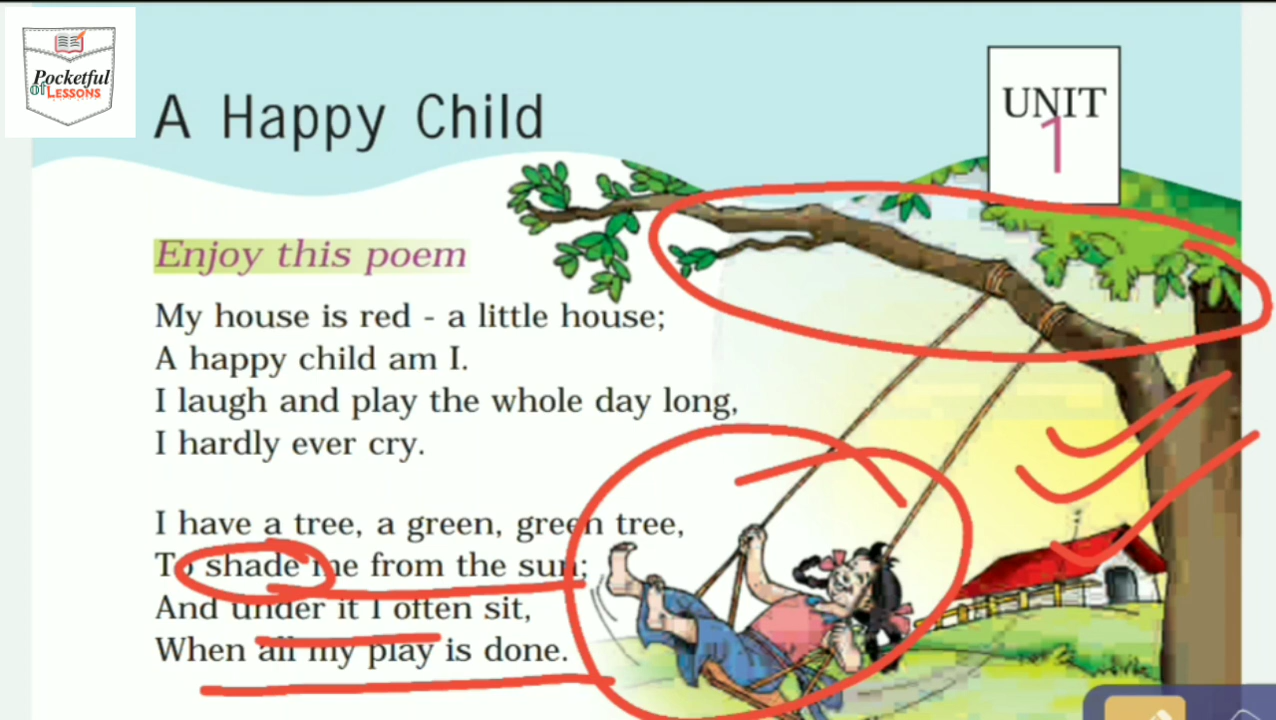 Pocketful
of LESSONS
A Happy Child
UNIT
1
Enjoy this poem
My house is red - a little house;
A happy child am I.
I laugh and play the whole day long,
I hardly ever cry.
I have a tree, a green, green tree,
To shade me from the sun;
And under it I often sit,
When all my play is done.